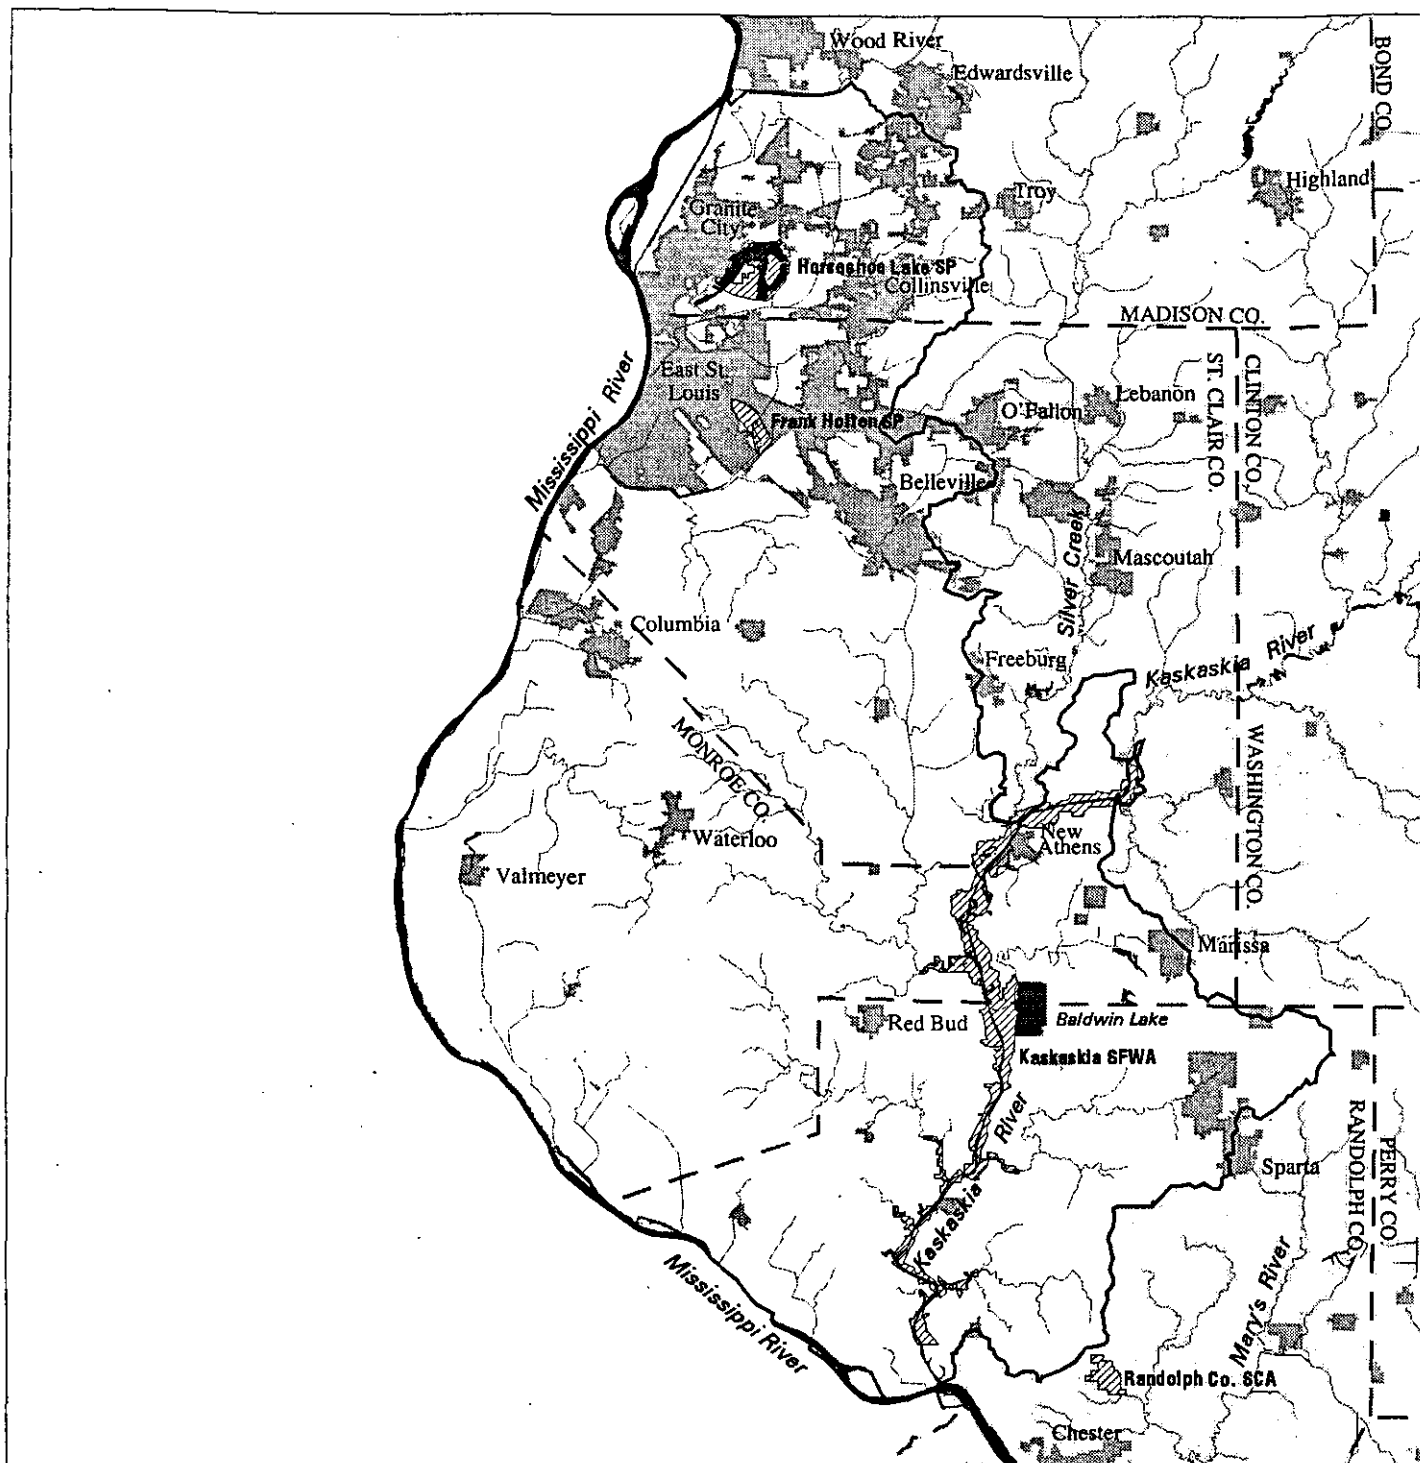 Wood River
Edwardsville
BOND CO.
Highland
Troy
Granite
City
Horseshoe Lake SP
Collinsville
MADISON CO.
Mississippi River
East St.
Louis
Frank Holten SP
O'Fallon
Lebanon
ST. CLAIR CO.
CLINTON CO.
Belleville
Silver Creek
Mascoutah
Columbia
Freeburg
Kaskaskia River
MONROE CO.
WASHINGTON CO.
Waterloo
New
Athens
Valmeyer
Marissa
Red Bud
Baldwin Lake
Kaskaskia SFWA
Kaskaskia River
Sparta
RANDOLPH CO.
PERRY CO.
Mississippi River
Mary's River
Randolph Co. SCA
Chester